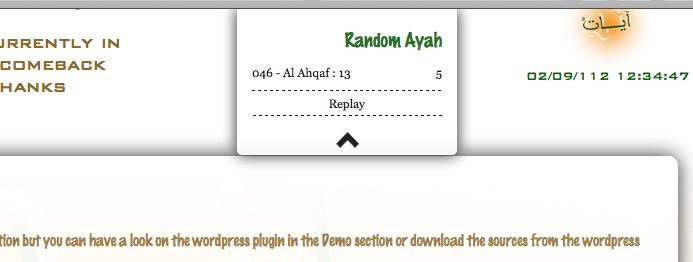 URRENTLY IN
COMEBACK
HANKS
Random Ayah
046 - Al Ahqaf : 13 5
Replay
آيــات
02/09/112 12:34:47
tion but you can have a look on the wordpress plugin in the Demo section or download the sources from the wordpress